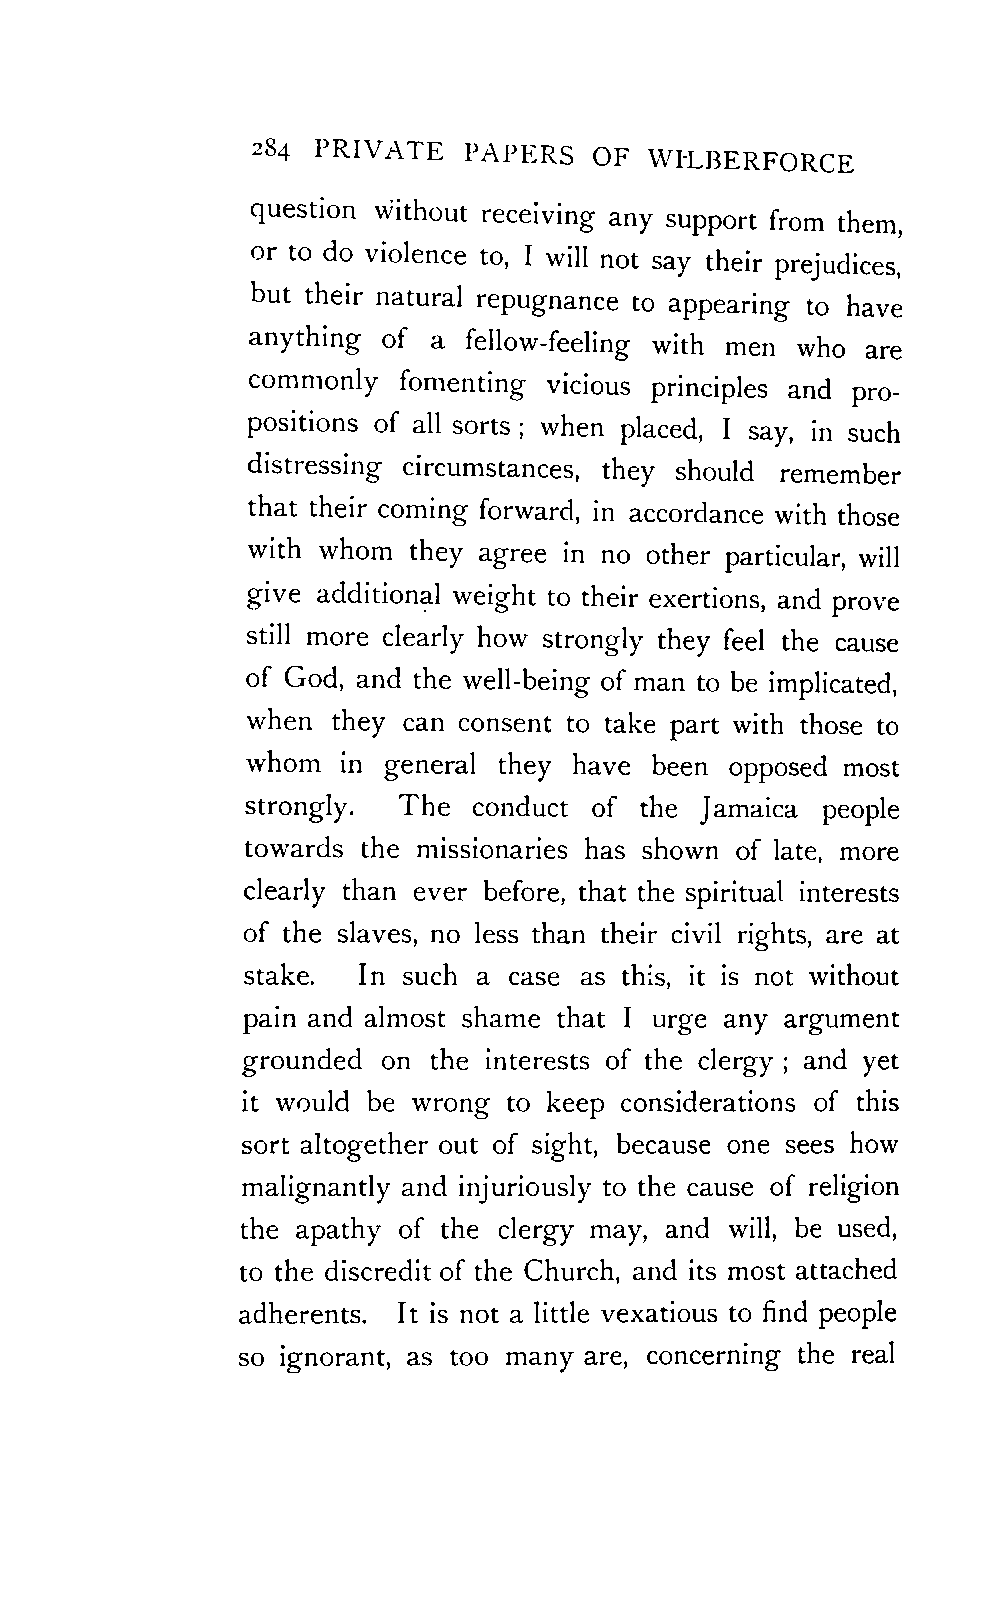 284 PRIVATE PAPERS OF WILBERFORCE
question without receiving any support from them,
or to do violence to, I will not say their prejudices,
but their natural repugnance to appearing to have
anything of a fellow-feeling with men who are
commonly fomenting vicious principles and pro-
positions of all sorts ; when placed, I say, in such
distressing circumstances, they should remember
that their coming forward, in accordance with those
with whom they agree in no other particular, will
give additional weight to their exertions, and prove
still more clearly how strongly they feel the cause
of God, and the well-being of man to be implicated,
when they can consent to take part with those to
whom in general they have been opposed most
strongly. The conduct of the Jamaica people
towards the missionaries has shown of late, more
clearly than ever before, that the spiritual interests
of the slaves, no less than their civil rights, are at
stake. In such a case as this, it is not without
pain and almost shame that I urge any argument
grounded on the interests of the clergy ; and yet
it would be wrong to keep considerations of this
sort altogether out of sight, because one sees how
malignantly and injuriously to the cause of religion
the apathy of the clergy may, and will, be used,
to the discredit of the Church, and its most attached
adherents. It is not a little vexatious to find people
so ignorant, as too many are, concerning the real